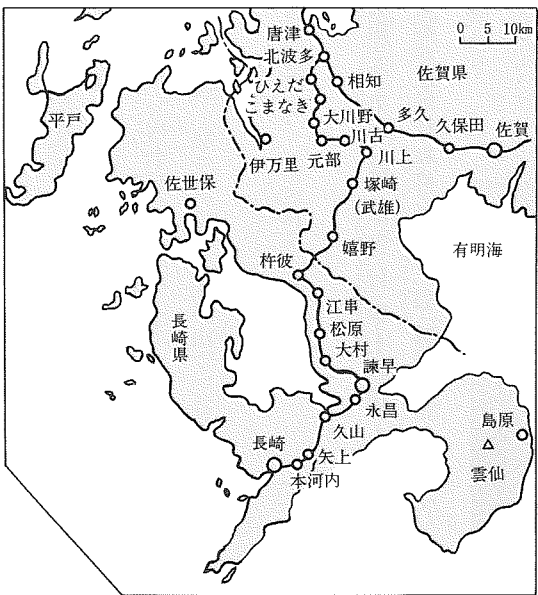 唐津
0 5 10km
北波多
相知
佐賀県
ひえだ
こまなき
平戸
大川野
多久
川古
久保田
佐賀
伊万里
元部
川上
佐世保
塚崎
(武雄)
嬉野
有明海
杵彼
江串
松原
長崎県
大村
諫早
永昌
島原
久山
長崎
矢上
雲仙
本河内